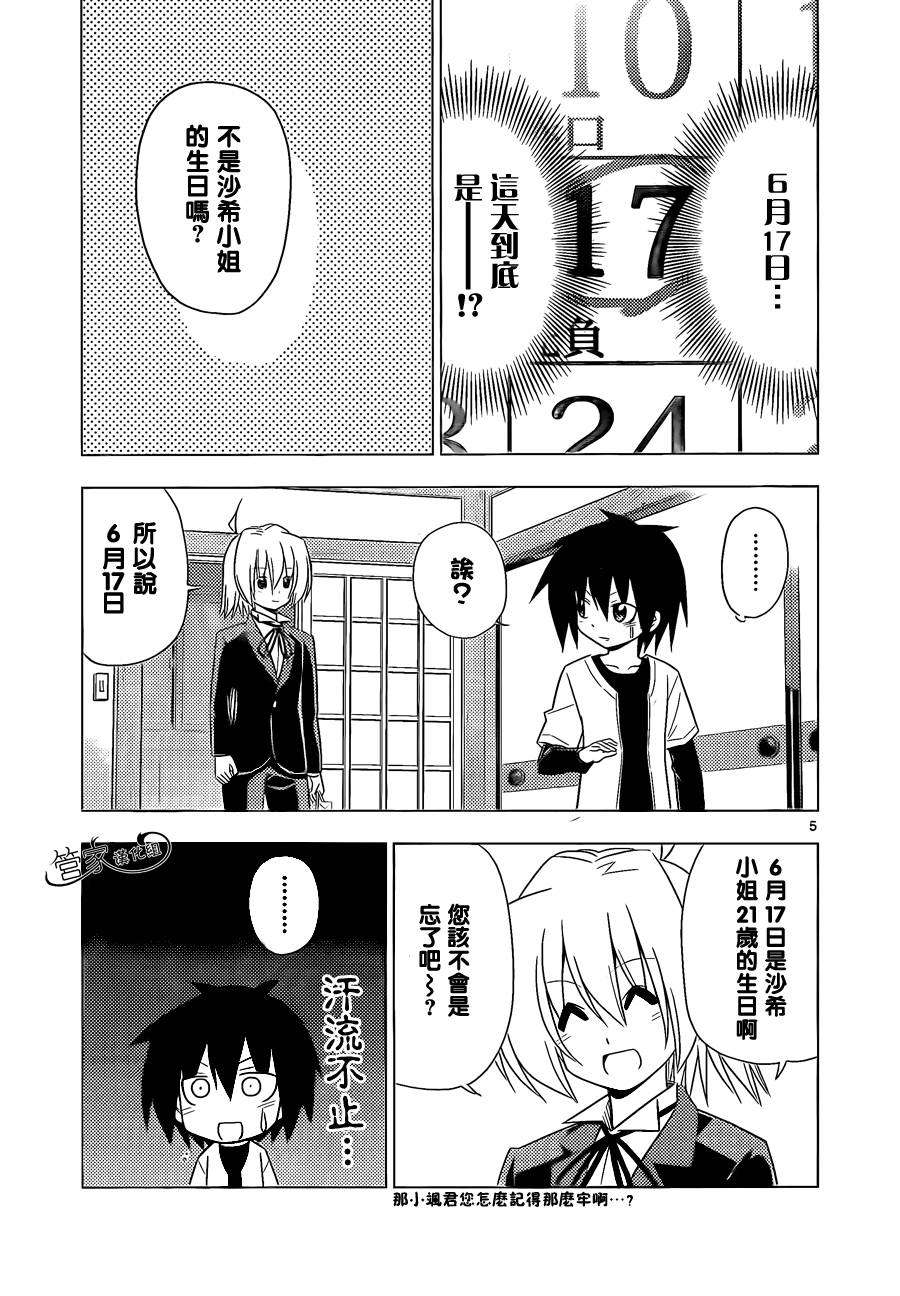 10
口
17
負
24
6月17日…
這天到底
是——!?
不是沙希小姐
的生日嗎?
………
誒?
所以說
6月17日
5
6月17日是沙希
小姐21歲的生日啊
您該不會是
忘了吧～?
………
汗流不止…
管家漢化組
那小颯君您怎麼記得那麼牢啊…?